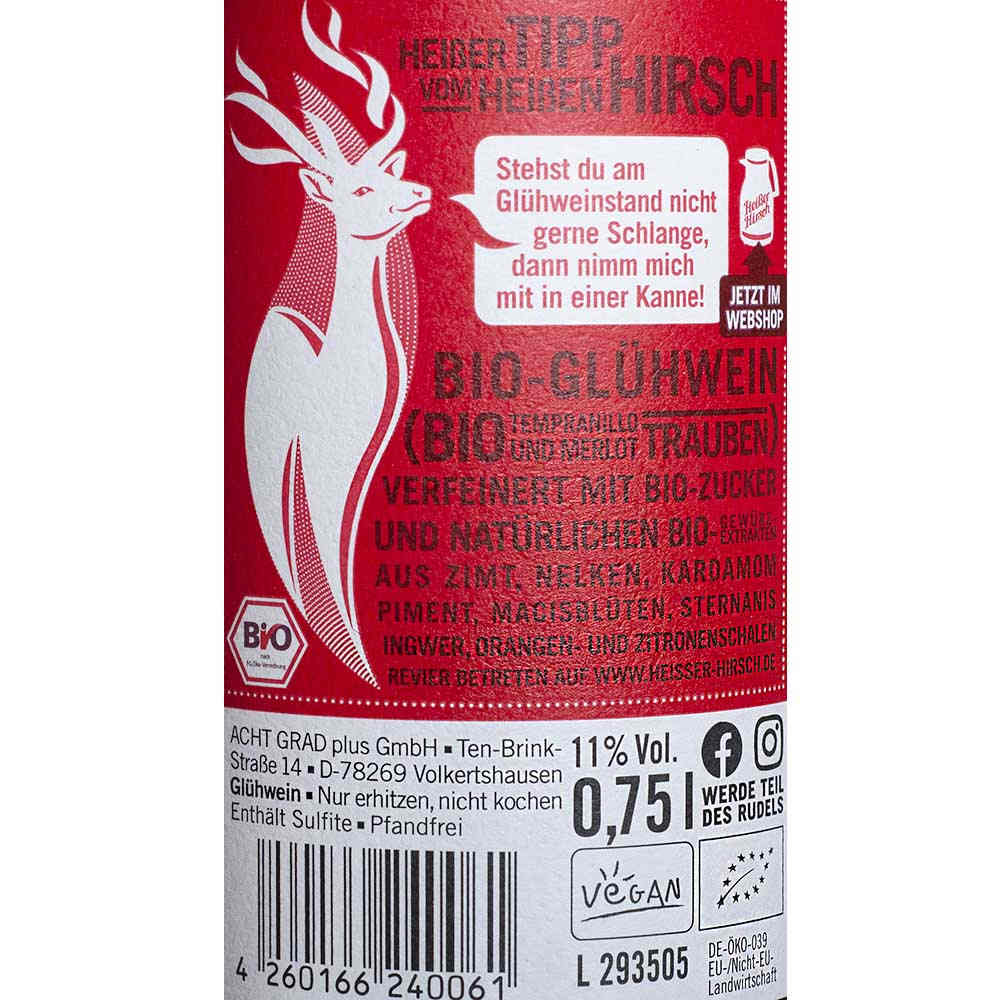 HEIẞER TIPP
VOM HEIẞEN HIRSCH
Stehst du am
Glühweinstand nicht
gerne Schlange,
dann nimm mich
mit in einer Kanne!
Heißer
Hirsch
JETZT IM
WEBSHOP
BIO-GLÜHWEIN
(BIO TEMPRANILLO UND MERLOT TRAUBEN)
VERFEINERT MIT BIO-ZUCKER
UND NATÜRLICHEN BIO-GEWÜRZ-EXTRAKTEN
AUS ZIMT, NELKEN, KARDAMOM
PIMENT, MACISBLÜTEN, STERNANIS
INGWER, ORANGEN- UND ZITRONENSCHALEN
REVIER BETRETEN AUF WWW.HEISSER-HIRSCH.DE
Bio
nach
EG-Öko-Verordnung
ACHT GRAD plus GmbH ▪ Ten-Brink-
Straße 14 ▪ D-78269 Volkertshausen
Glühwein ▪ Nur erhitzen, nicht kochen
Enthält Sulfite ▪ Pfandfrei
11% Vol.
0,75 l
WERDE TEIL
DES RUDELS
VEGAN
L 293505
DE-ÖKO-039
EU-/Nicht-EU-
Landwirtschaft
4 260166 240061